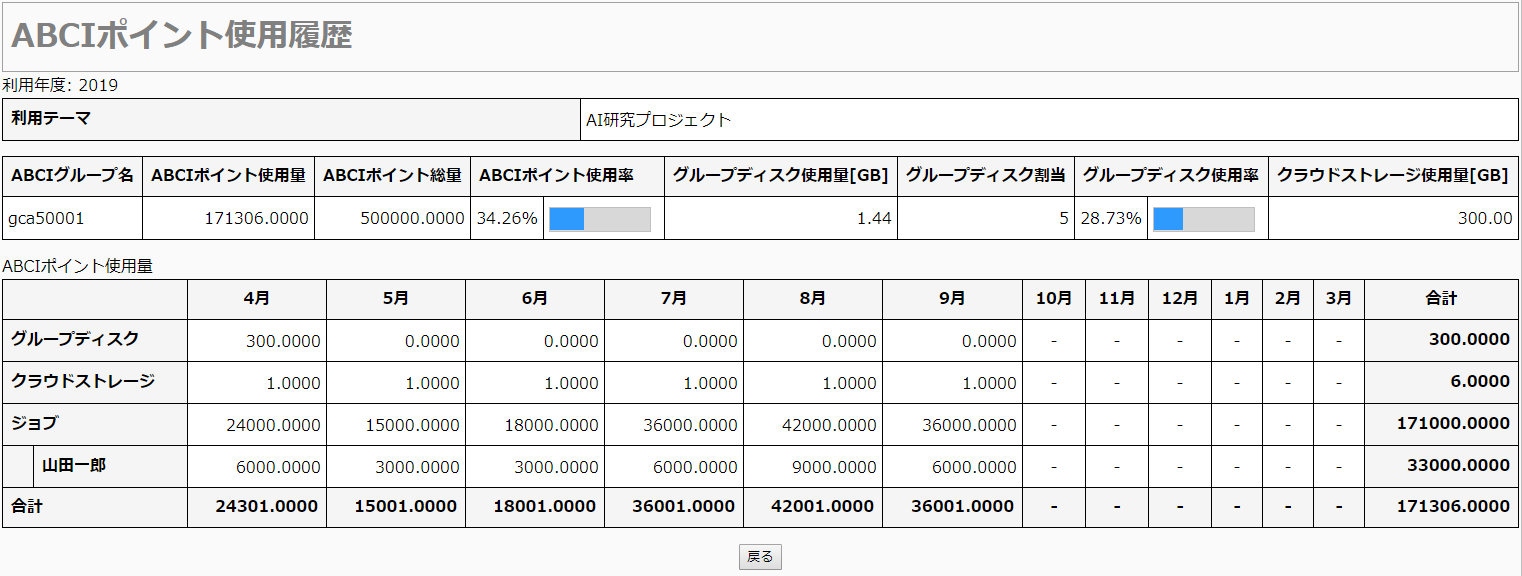 ABCIポイント使用履歴
利用年度: 2019
利用テーマ AI研究プロジェクト
ABCIグループ名 ABCIポイント使用量 ABCIポイント総量 ABCIポイント使用率 グループディスク使用量[GB] グループディスク割当 グループディスク使用率 クラウドストレージ使用量[GB]
gca50001 171306.0000 500000.0000 34.26% 1.44 5 28.73% 300.00
ABCIポイント使用量
4月 5月 6月 7月 8月 9月 10月 11月 12月 1月 2月 3月 合計
グループディスク 300.0000 0.0000 0.0000 0.0000 0.0000 0.0000 - - - - - - 300.0000
クラウドストレージ 1.0000 1.0000 1.0000 1.0000 1.0000 1.0000 - - - - - - 6.0000
ジョブ 24000.0000 15000.0000 18000.0000 36000.0000 42000.0000 36000.0000 - - - - - - 171000.0000
山田一郎 6000.0000 3000.0000 3000.0000 6000.0000 9000.0000 6000.0000 - - - - - - 33000.0000
合計 24301.0000 15001.0000 18001.0000 36001.0000 42001.0000 36001.0000 - - - - - - 171306.0000
戻る